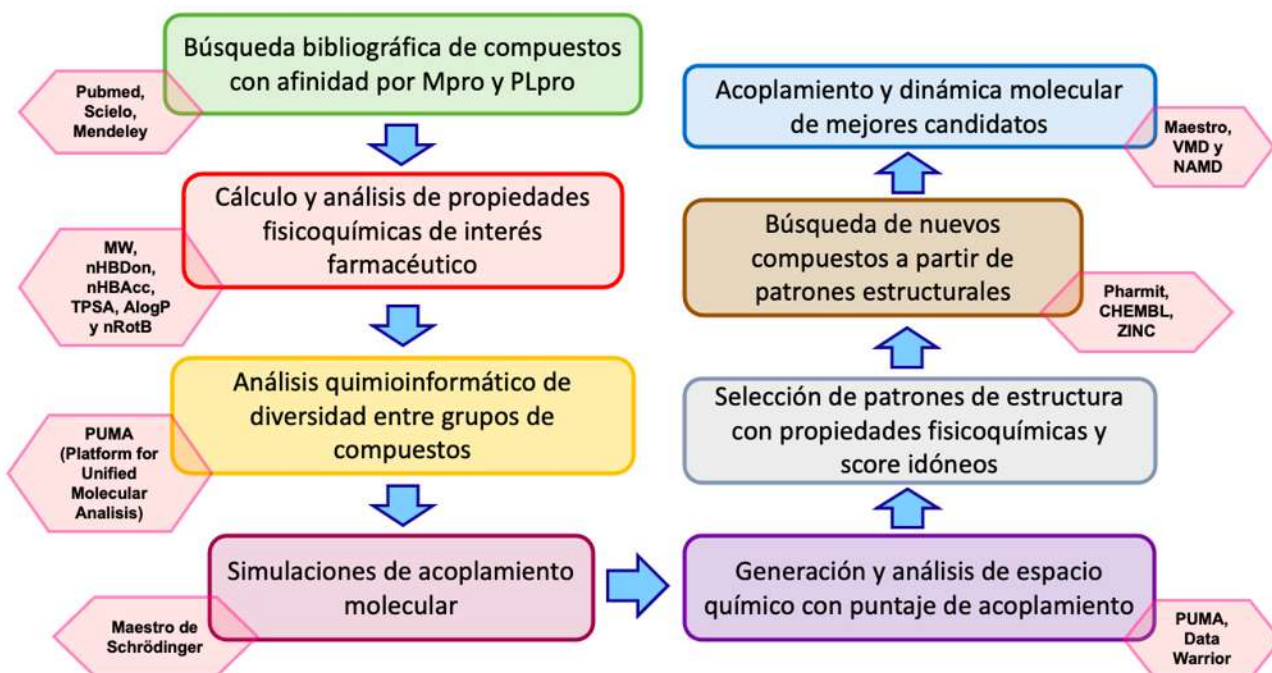 Búsqueda bibliográfica de compuestos
con afinidad por Mpro y PLpro
Pubmed,
Scielo,
Mendeley
Cálculo y análisis de propiedades
fisicoquímicas de interés
farmacéutico
MW,
nHBDon,
nHBAcc,
TPSA, AlogP
y nRotB
Análisis quimioinformático de
diversidad entre grupos de
compuestos
PUMA
(Platform for
Unified
Molecular
Analisis)
Simulaciones de acoplamiento
molecular
Maestro de
Schrödinger
Generación y análisis de espacio
químico con puntaje de acoplamiento
PUMA,
Data
Warrior
Selección de patrones de estructura
con propiedades fisicoquímicas y
score idóneos
Búsqueda de nuevos
compuestos a partir de
patrones estructurales
Pharmit,
CHEMBL,
ZINC
Acoplamiento y dinámica molecular
de mejores candidatos
Maestro,
VMD y
NAMD